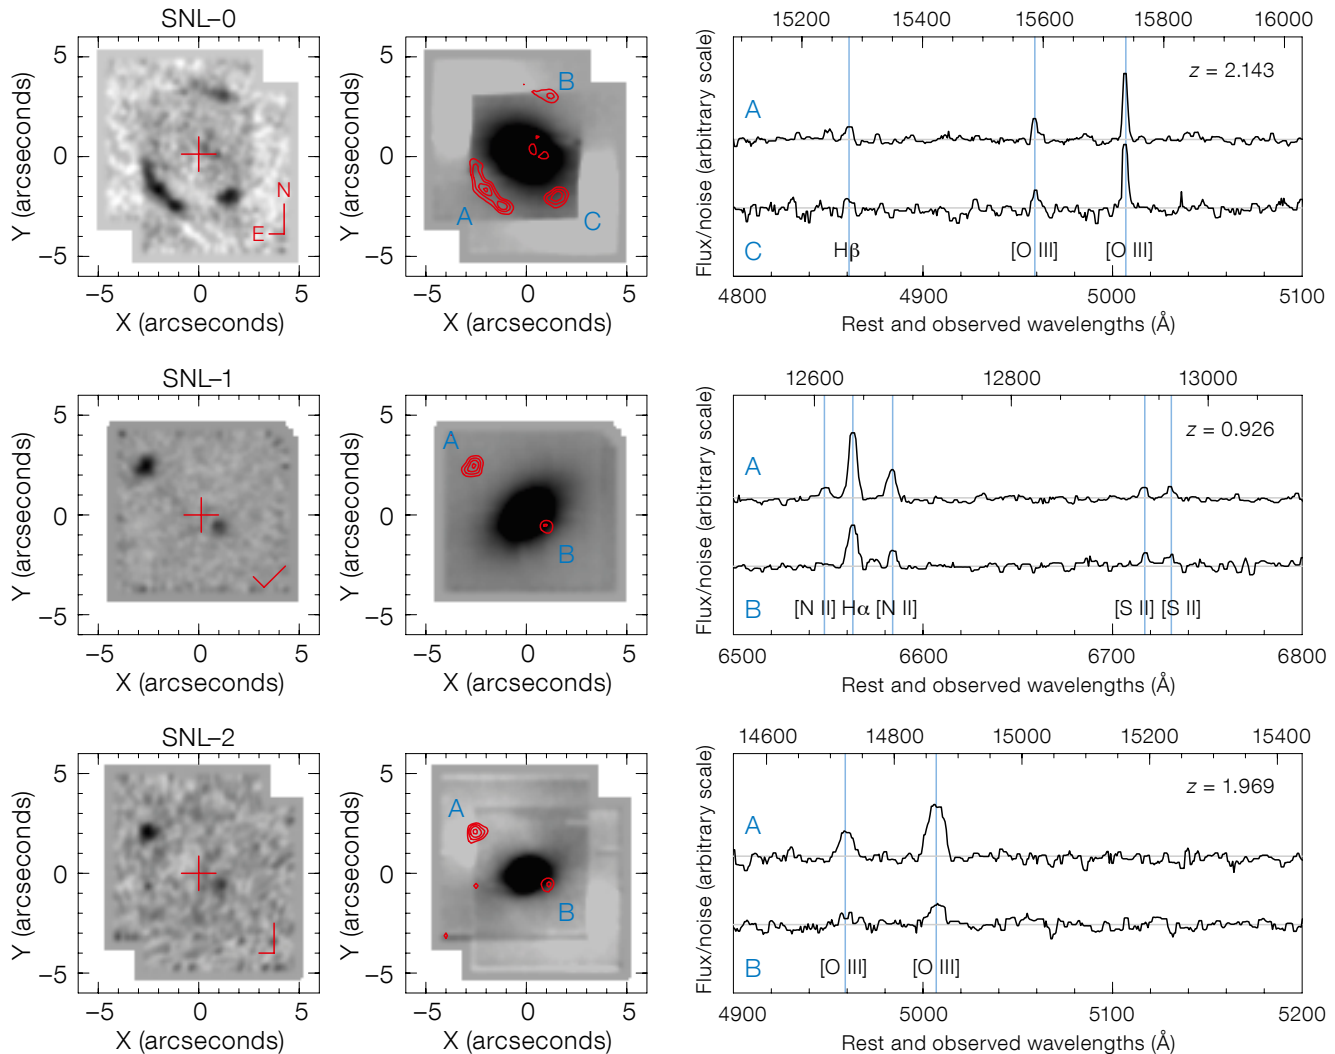 SNL–0
5
0
−5
Y (arcseconds)
N
E
−5 0 5
X (arcseconds)
5
0
−5
Y (arcseconds)
B
A
C
−5 0 5
X (arcseconds)
15200 15400 15600 15800 16000
Flux/noise (arbitrary scale)
z = 2.143
A
C
Hβ [O III] [O III]
4800 4900 5000 5100
Rest and observed wavelengths (Å)
SNL–1
5
0
−5
Y (arcseconds)
−5 0 5
X (arcseconds)
5
0
−5
Y (arcseconds)
A
B
−5 0 5
X (arcseconds)
12600 12800 13000
Flux/noise (arbitrary scale)
z = 0.926
A
B
[N II] Hα [N II] [S II] [S II]
6500 6600 6700 6800
Rest and observed wavelengths (Å)
SNL–2
5
0
−5
Y (arcseconds)
−5 0 5
X (arcseconds)
5
0
−5
Y (arcseconds)
A
B
−5 0 5
X (arcseconds)
14600 14800 15000 15200 15400
Flux/noise (arbitrary scale)
z = 1.969
A
B
[O III] [O III]
4900 5000 5100 5200
Rest and observed wavelengths (Å)